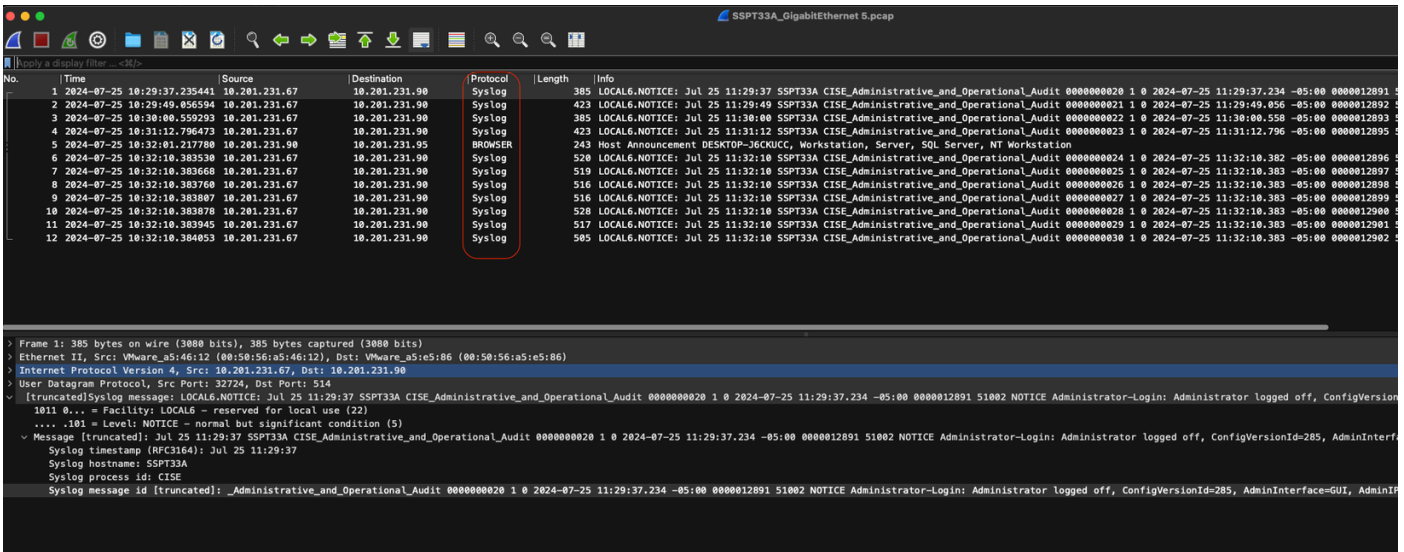 SSPT33A_GigabitEthernet 5.pcap
Apply a display filter ... <⌘/>
No. Time Source Destination Protocol Length Info
1 2024-07-25 10:29:37.235441 10.201.231.67 10.201.231.90 Syslog 385 LOCAL6.NOTICE: Jul 25 11:29:37 SSPT33A CISE_Administrative_and_Operational_Audit 0000000020 1 0 2024-07-25 11:29:37.234 -05:00 0000012891 5
2 2024-07-25 10:29:49.056594 10.201.231.67 10.201.231.90 Syslog 423 LOCAL6.NOTICE: Jul 25 11:29:49 SSPT33A CISE_Administrative_and_Operational_Audit 0000000021 1 0 2024-07-25 11:29:49.056 -05:00 0000012892 5
3 2024-07-25 10:30:00.559293 10.201.231.67 10.201.231.90 Syslog 385 LOCAL6.NOTICE: Jul 25 11:30:00 SSPT33A CISE_Administrative_and_Operational_Audit 0000000022 1 0 2024-07-25 11:30:00.558 -05:00 0000012893 5
4 2024-07-25 10:31:12.796473 10.201.231.67 10.201.231.90 Syslog 423 LOCAL6.NOTICE: Jul 25 11:31:12 SSPT33A CISE_Administrative_and_Operational_Audit 0000000023 1 0 2024-07-25 11:31:12.796 -05:00 0000012895 5
5 2024-07-25 10:32:01.217780 10.201.231.90 10.201.231.95 BROWSER 243 Host Announcement DESKTOP-J6CKUCC, Workstation, Server, SQL Server, NT Workstation
6 2024-07-25 10:32:10.383530 10.201.231.67 10.201.231.90 Syslog 520 LOCAL6.NOTICE: Jul 25 11:32:10 SSPT33A CISE_Administrative_and_Operational_Audit 0000000024 1 0 2024-07-25 11:32:10.382 -05:00 0000012896 5
7 2024-07-25 10:32:10.383668 10.201.231.67 10.201.231.90 Syslog 519 LOCAL6.NOTICE: Jul 25 11:32:10 SSPT33A CISE_Administrative_and_Operational_Audit 0000000025 1 0 2024-07-25 11:32:10.383 -05:00 0000012897 5
8 2024-07-25 10:32:10.383760 10.201.231.67 10.201.231.90 Syslog 516 LOCAL6.NOTICE: Jul 25 11:32:10 SSPT33A CISE_Administrative_and_Operational_Audit 0000000026 1 0 2024-07-25 11:32:10.383 -05:00 0000012898 5
9 2024-07-25 10:32:10.383807 10.201.231.67 10.201.231.90 Syslog 516 LOCAL6.NOTICE: Jul 25 11:32:10 SSPT33A CISE_Administrative_and_Operational_Audit 0000000027 1 0 2024-07-25 11:32:10.383 -05:00 0000012899 5
10 2024-07-25 10:32:10.383878 10.201.231.67 10.201.231.90 Syslog 528 LOCAL6.NOTICE: Jul 25 11:32:10 SSPT33A CISE_Administrative_and_Operational_Audit 0000000028 1 0 2024-07-25 11:32:10.383 -05:00 0000012900 5
11 2024-07-25 10:32:10.383945 10.201.231.67 10.201.231.90 Syslog 517 LOCAL6.NOTICE: Jul 25 11:32:10 SSPT33A CISE_Administrative_and_Operational_Audit 0000000029 1 0 2024-07-25 11:32:10.383 -05:00 0000012901 5
12 2024-07-25 10:32:10.384053 10.201.231.67 10.201.231.90 Syslog 505 LOCAL6.NOTICE: Jul 25 11:32:10 SSPT33A CISE_Administrative_and_Operational_Audit 0000000030 1 0 2024-07-25 11:32:10.383 -05:00 0000012902 5
Frame 1: 385 bytes on wire (3080 bits), 385 bytes captured (3080 bits)
Ethernet II, Src: VMware_a5:46:12 (00:50:56:a5:46:12), Dst: VMware_a5:e5:86 (00:50:56:a5:e5:86)
Internet Protocol Version 4, Src: 10.201.231.67, Dst: 10.201.231.90
User Datagram Protocol, Src Port: 32724, Dst Port: 514
[truncated]Syslog message: LOCAL6.NOTICE: Jul 25 11:29:37 SSPT33A CISE_Administrative_and_Operational_Audit 0000000020 1 0 2024-07-25 11:29:37.234 -05:00 0000012891 51002 NOTICE Administrator-Login: Administrator logged off, ConfigVersion
1011 0... = Facility: LOCAL6 - reserved for local use (22)
.... .101 = Level: NOTICE - normal but significant condition (5)
Message [truncated]: Jul 25 11:29:37 SSPT33A CISE_Administrative_and_Operational_Audit 0000000020 1 0 2024-07-25 11:29:37.234 -05:00 0000012891 51002 NOTICE Administrator-Login: Administrator logged off, ConfigVersionId=285, AdminInterfa
Syslog timestamp (RFC3164): Jul 25 11:29:37
Syslog hostname: SSPT33A
Syslog process id: CISE
Syslog message id [truncated]: _Administrative_and_Operational_Audit 0000000020 1 0 2024-07-25 11:29:37.234 -05:00 0000012891 51002 NOTICE Administrator-Login: Administrator logged off, ConfigVersionId=285, AdminInterface=GUI, AdminIP